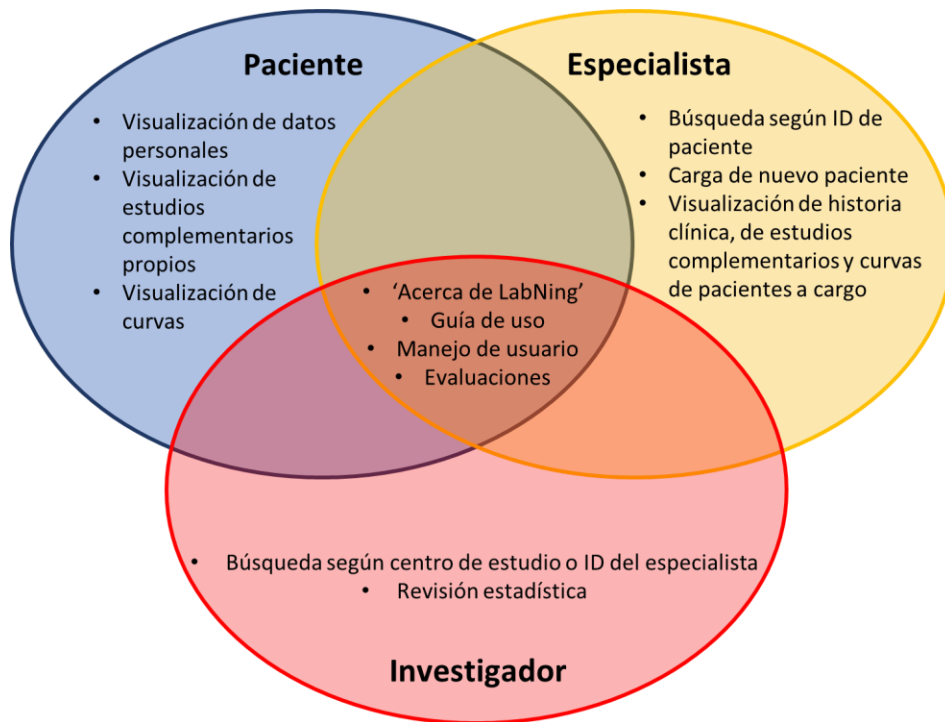 Paciente
• Visualización de datos
personales
• Visualización de
estudios
complementarios
propios
• Visualización de
curvas
Especialista
• Búsqueda según ID de
paciente
• Carga de nuevo paciente
• Visualización de historia
clínica, de estudios
complementarios y curvas
de pacientes a cargo
• ‘Acerca de LabNing’
• Guía de uso
• Manejo de usuario
• Evaluaciones
• Búsqueda según centro de estudio o ID del especialista
• Revisión estadística
Investigador